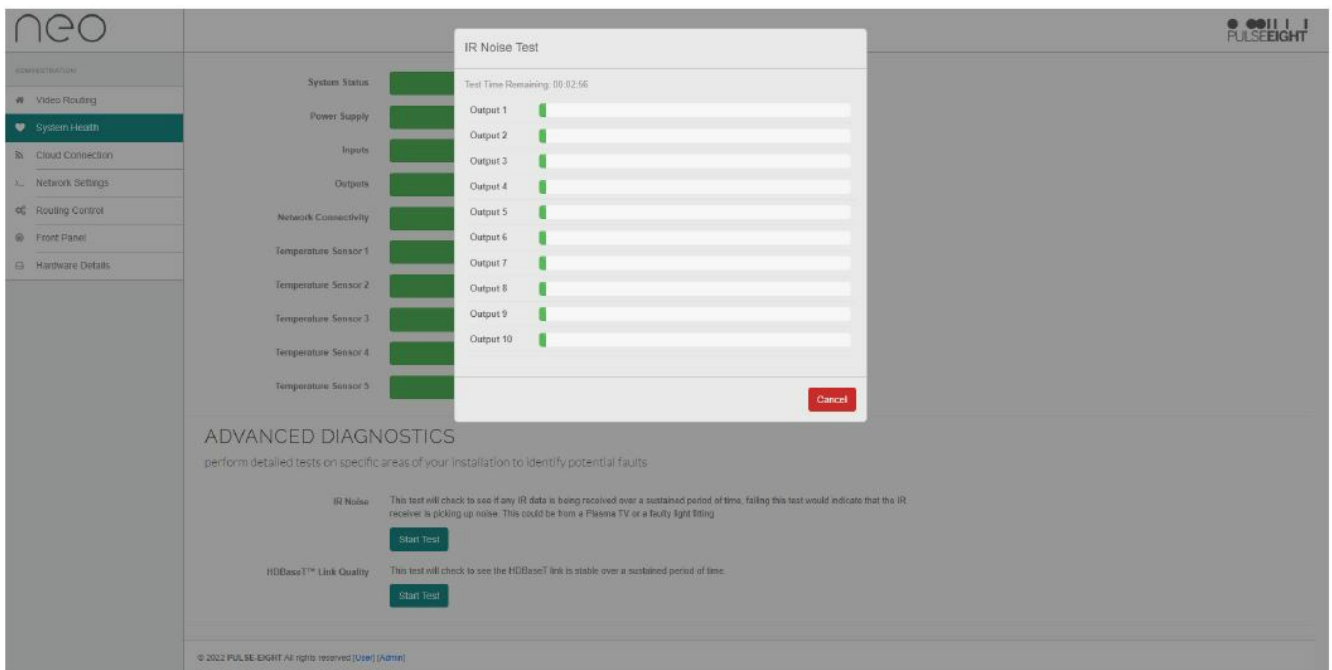 neo
PULSEEIGHT
ADMINISTRATION
Video Routing
System Health
Cloud Connection
Network Settings
Routing Control
Front Panel
Hardware Details
System Status
Power Supply
Inputs
Outputs
Network Connectivity
Temperature Sensor 1
Temperature Sensor 2
Temperature Sensor 3
Temperature Sensor 4
Temperature Sensor 5
IR Noise Test
Test Time Remaining: 00:02:56
Output 1
Output 2
Output 3
Output 4
Output 5
Output 6
Output 7
Output 8
Output 9
Output 10
Cancel
ADVANCED DIAGNOSTICS
perform detailed tests on specific areas of your installation to identify potential faults
IR Noise
This test will check to see if any IR data is being received over a sustained period of time, failing this test would indicate that the IR
receiver is picking up noise. This could be from a Plasma TV or a faulty light fitting
Start Test
HDBaseT™ Link Quality
This test will check to see the HDBaseT link is stable over a sustained period of time.
Start Test
© 2022 PULSE-EIGHT All rights reserved [User] [Admin]